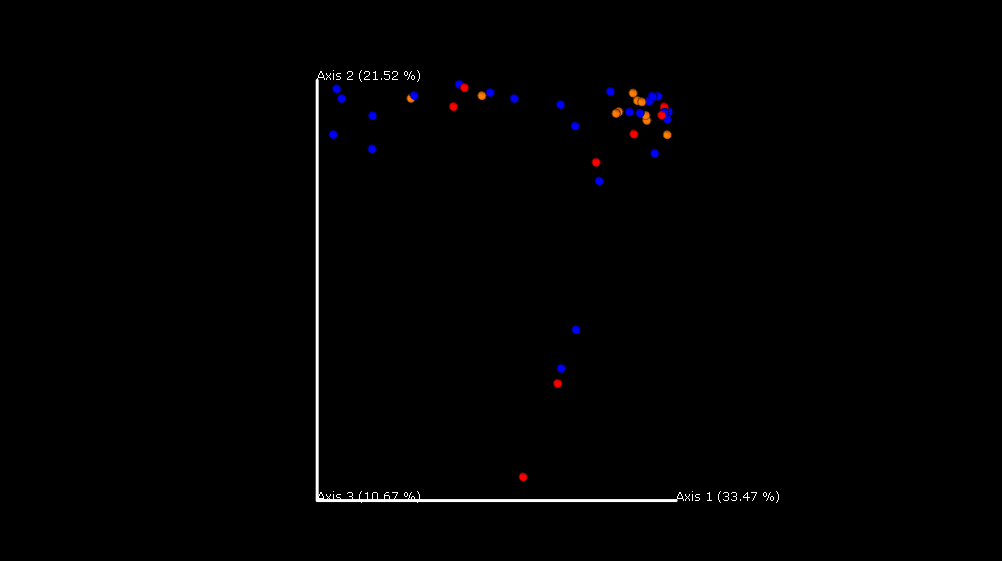 Axis 2 (21.52 %)
Axis 3 (10.67 %)
Axis 1 (33.47 %)